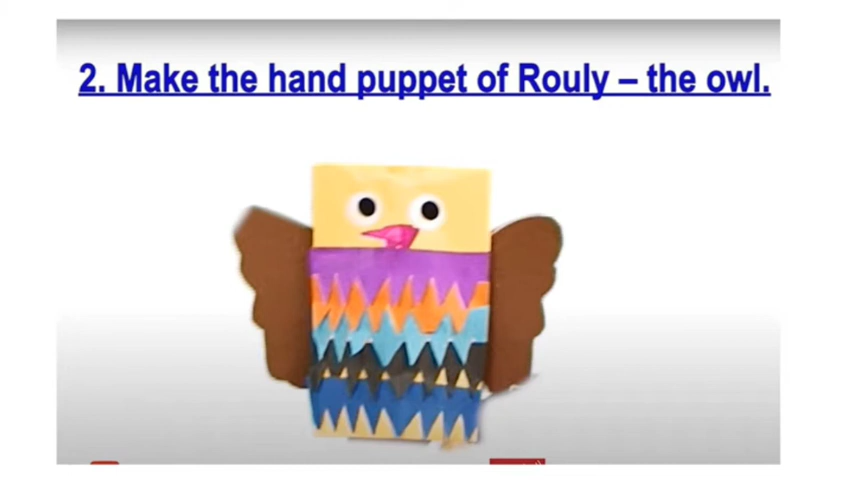 2. Make the hand puppet of Rouly – the owl.